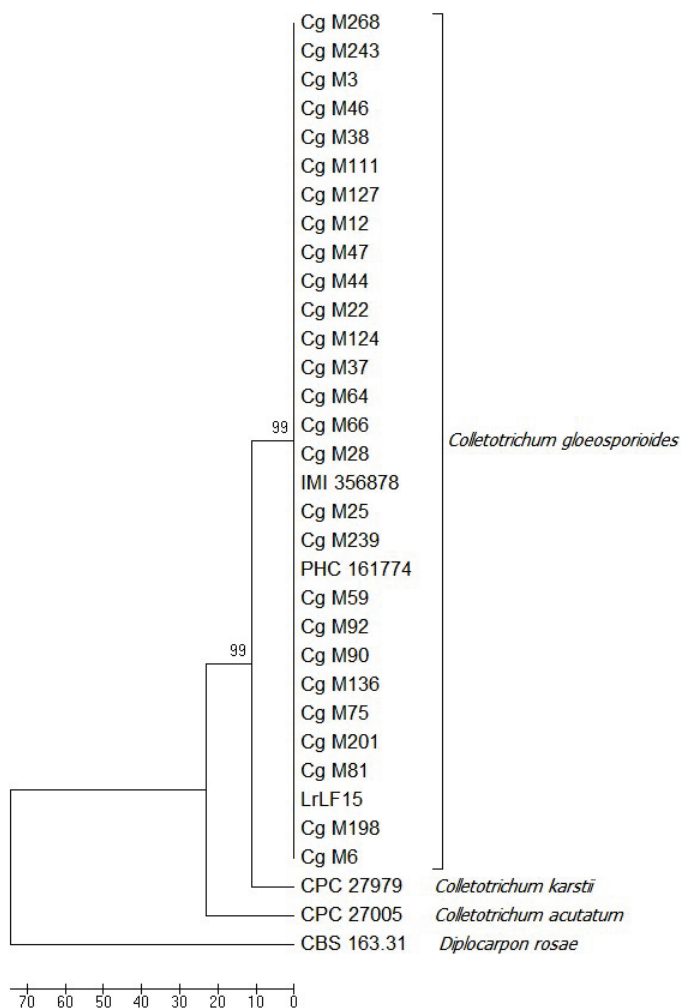 Cg M268
Cg M243
Cg M3
Cg M46
Cg M38
Cg M111
Cg M127
Cg M12
Cg M47
Cg M44
Cg M22
Cg M124
Cg M37
Cg M64
99 Cg M66 Colletotrichum gloeosporioides
Cg M28
IMI 356878
Cg M25
Cg M239
PHC 161774
Cg M59
Cg M92
99 Cg M90
Cg M136
Cg M75
Cg M201
Cg M81
LrLF15
Cg M198
Cg M6
CPC 27979 Colletotrichum karstii
CPC 27005 Colletotrichum acutatum
CBS 163.31 Diplocarpon rosae
70 60 50 40 30 20 10 0